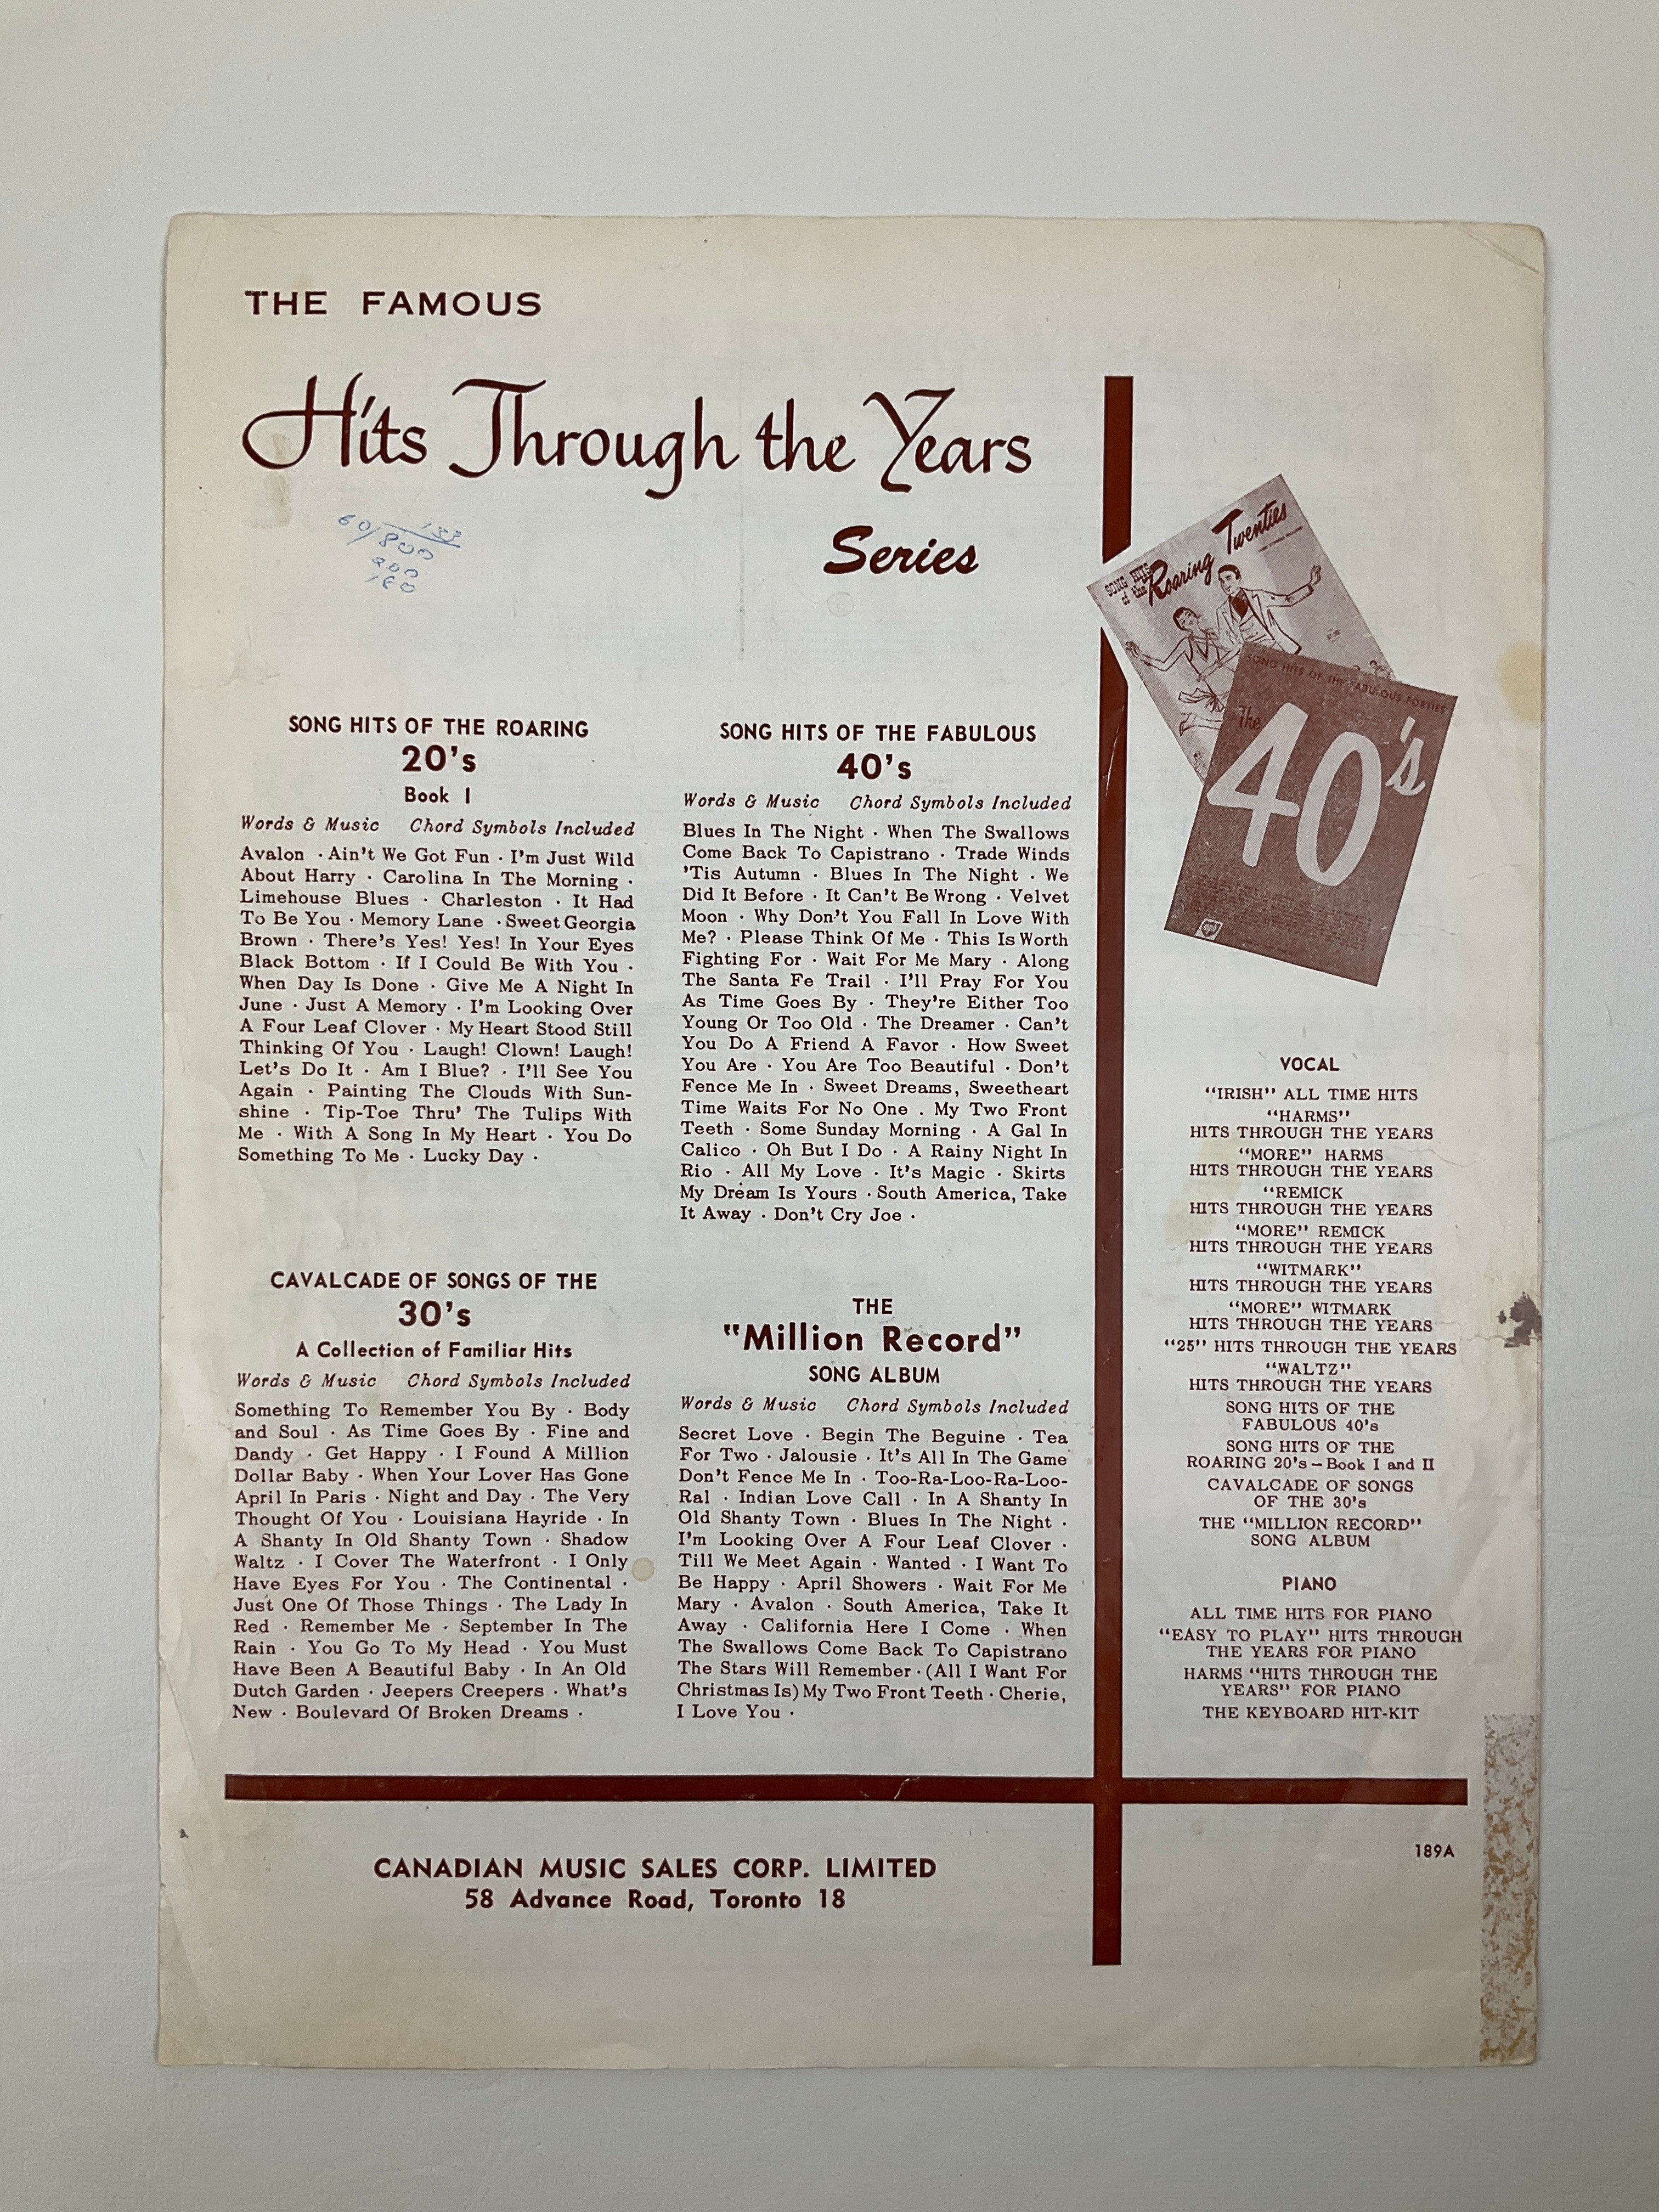 THE FAMOUS
Hits Through the Years
Series
133
60/800
200
180
SONG HITS OF THE ROARING
20's
Book I
Words & Music Chord Symbols Included
Avalon · Ain't We Got Fun · I'm Just Wild
About Harry · Carolina In The Morning ·
Limehouse Blues · Charleston · It Had
To Be You · Memory Lane · Sweet Georgia
Brown · There's Yes! Yes! In Your Eyes
Black Bottom · If I Could Be With You ·
When Day Is Done · Give Me A Night In
June · Just A Memory · I'm Looking Over
A Four Leaf Clover · My Heart Stood Still
Thinking Of You · Laugh! Clown! Laugh!
Let's Do It · Am I Blue? · I'll See You
Again · Painting The Clouds With Sun-
shine · Tip-Toe Thru' The Tulips With
Me · With A Song In My Heart · You Do
Something To Me · Lucky Day ·
CAVALCADE OF SONGS OF THE
30's
A Collection of Familiar Hits
Words & Music Chord Symbols Included
Something To Remember You By · Body
and Soul · As Time Goes By · Fine and
Dandy · Get Happy · I Found A Million
Dollar Baby · When Your Lover Has Gone
April In Paris · Night and Day · The Very
Thought Of You · Louisiana Hayride · In
A Shanty In Old Shanty Town · Shadow
Waltz · I Cover The Waterfront · I Only
Have Eyes For You · The Continental ·
Just One Of Those Things · The Lady In
Red · Remember Me · September In The
Rain · You Go To My Head · You Must
Have Been A Beautiful Baby · In An Old
Dutch Garden · Jeepers Creepers · What's
New · Boulevard Of Broken Dreams ·
SONG HITS OF THE FABULOUS
40's
Words & Music Chord Symbols Included
Blues In The Night · When The Swallows
Come Back To Capistrano · Trade Winds
'Tis Autumn · Blues In The Night · We
Did It Before · It Can't Be Wrong · Velvet
Moon · Why Don't You Fall In Love With
Me? · Please Think Of Me · This Is Worth
Fighting For · Wait For Me Mary · Along
The Santa Fe Trail · I'll Pray For You
As Time Goes By · They're Either Too
Young Or Too Old · The Dreamer · Can't
You Do A Friend A Favor · How Sweet
You Are · You Are Too Beautiful · Don't
Fence Me In · Sweet Dreams, Sweetheart
Time Waits For No One . My Two Front
Teeth · Some Sunday Morning · A Gal In
Calico · Oh But I Do · A Rainy Night In
Rio · All My Love · It's Magic · Skirts
My Dream Is Yours · South America, Take
It Away · Don't Cry Joe ·
THE
"Million Record"
SONG ALBUM
Words & Music Chord Symbols Included
Secret Love · Begin The Beguine · Tea
For Two · Jalousie · It's All In The Game
Don't Fence Me In · Too-Ra-Loo-Ra-Loo-
Ral · Indian Love Call · In A Shanty In
Old Shanty Town · Blues In The Night ·
I'm Looking Over A Four Leaf Clover ·
Till We Meet Again · Wanted · I Want To
Be Happy · April Showers · Wait For Me
Mary · Avalon · South America, Take It
Away · California Here I Come · When
The Swallows Come Back To Capistrano
The Stars Will Remember · (All I Want For
Christmas Is) My Two Front Teeth · Cherie,
I Love You ·
SONG HITS
of the Roaring Twenties
SONG HITS OF THE FABULOUS FORTIES
The
40's
mph
VOCAL
"IRISH" ALL TIME HITS
"HARMS"
HITS THROUGH THE YEARS
"MORE" HARMS
HITS THROUGH THE YEARS
"REMICK
HITS THROUGH THE YEARS
"MORE" REMICK
HITS THROUGH THE YEARS
"WITMARK"
HITS THROUGH THE YEARS
"MORE" WITMARK
HITS THROUGH THE YEARS
"25" HITS THROUGH THE YEARS
"WALTZ"
HITS THROUGH THE YEARS
SONG HITS OF THE
FABULOUS 40's
SONG HITS OF THE
ROARING 20's – Book I and II
CAVALCADE OF SONGS
OF THE 30's
THE "MILLION RECORD"
SONG ALBUM
PIANO
ALL TIME HITS FOR PIANO
"EASY TO PLAY" HITS THROUGH
THE YEARS FOR PIANO
HARMS "HITS THROUGH THE
YEARS" FOR PIANO
THE KEYBOARD HIT-KIT
189A
CANADIAN MUSIC SALES CORP. LIMITED
58 Advance Road, Toronto 18